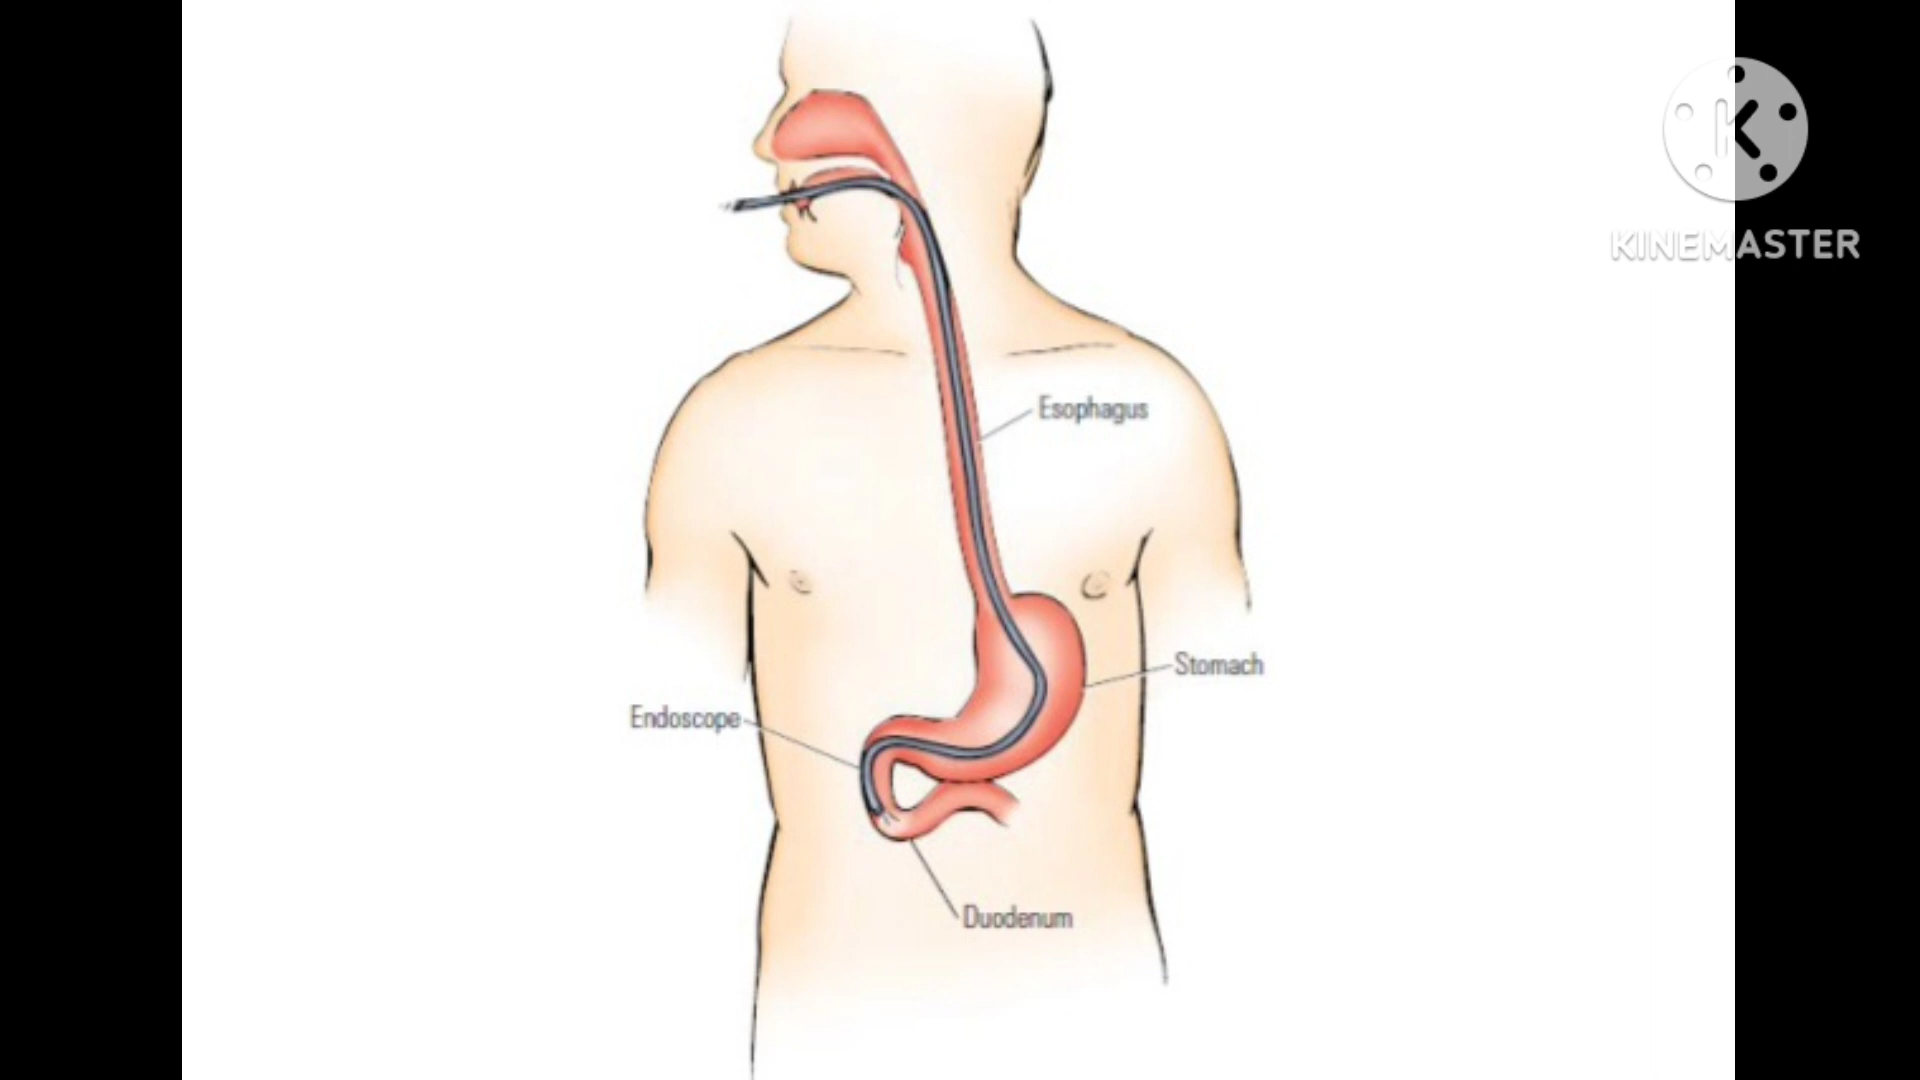 KINEMASTER
Esophagus
Stomach
Endoscope
Duodenum